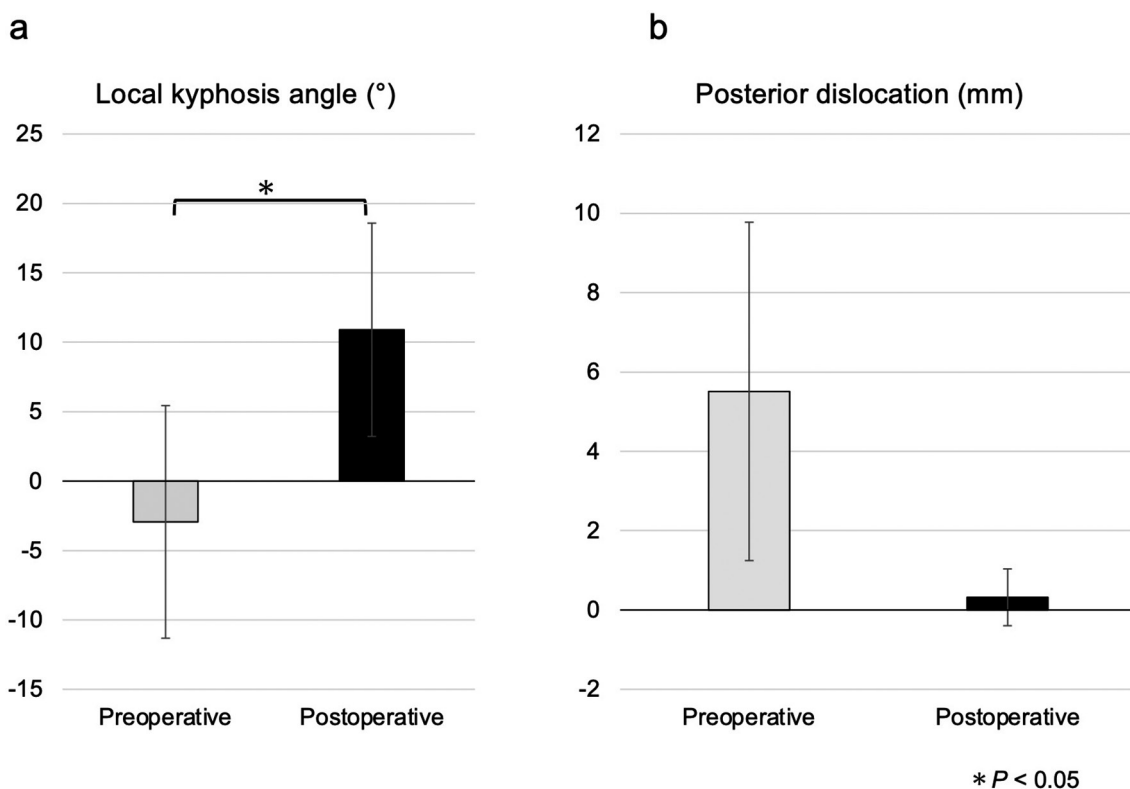 a
Local kyphosis angle (°)
25
20
15
10
5
0
-5
-10
-15
*
Preoperative Postoperative
b
Posterior dislocation (mm)
12
10
8
6
4
2
0
-2
Preoperative Postoperative
* P < 0.05